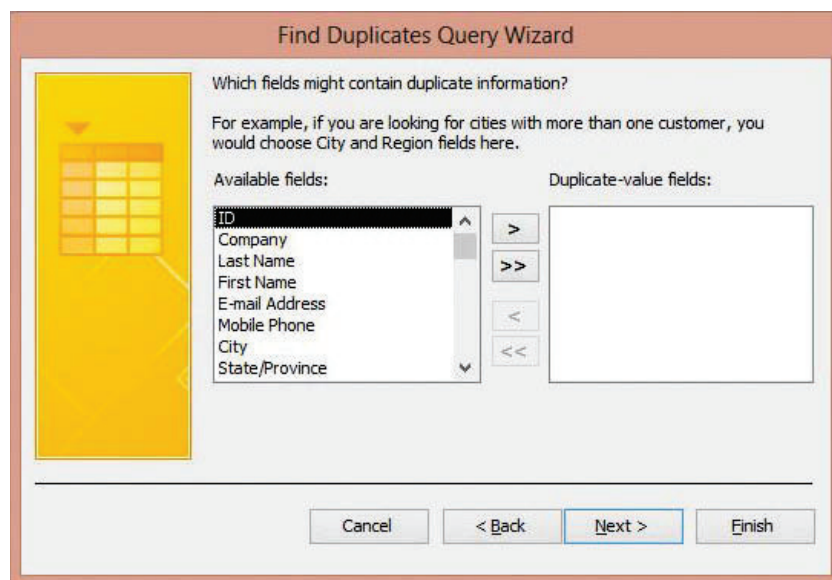 Find Duplicates Query Wizard
Which fields might contain duplicate information?
For example, if you are looking for cities with more than one customer, you
would choose City and Region fields here.
Available fields:
Duplicate-value fields:
ID
Company
Last Name
First Name
E-mail Address
Mobile Phone
City
State/Province
>
>>
<
<<
Cancel
< Back
Next >
Finish